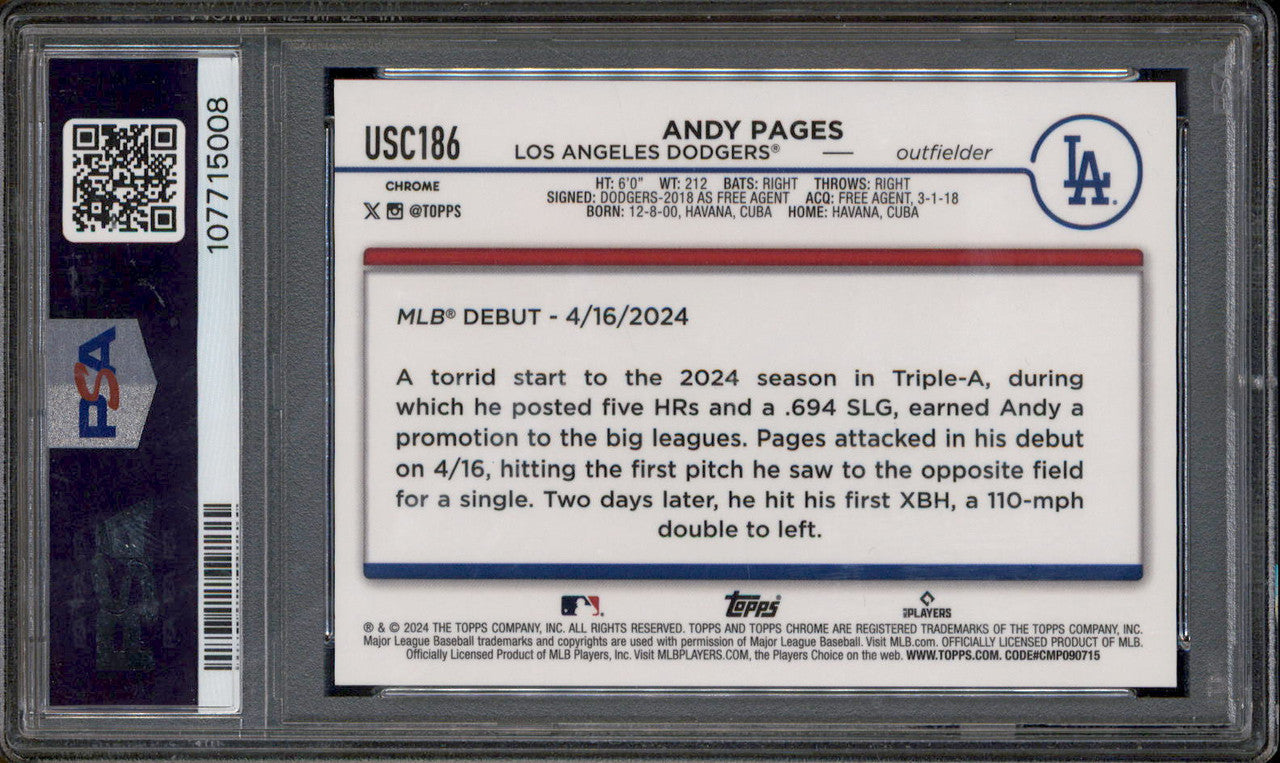 107715008
PSA
USC186
ANDY PAGES
LOS ANGELES DODGERS® — outfielder
LA
CHROME
@TOPPS
HT: 6'0" WT: 212 BATS: RIGHT THROWS: RIGHT
SIGNED: DODGERS-2018 AS FREE AGENT ACQ: FREE AGENT, 3-1-18
BORN: 12-8-00, HAVANA, CUBA HOME: HAVANA, CUBA
MLB® DEBUT - 4/16/2024
A torrid start to the 2024 season in Triple-A, during
which he posted five HRs and a .694 SLG, earned Andy a
promotion to the big leagues. Pages attacked in his debut
on 4/16, hitting the first pitch he saw to the opposite field
for a single. Two days later, he hit his first XBH, a 110-mph
double to left.
Topps®
PLAYERS
® & © 2024 THE TOPPS COMPANY, INC. ALL RIGHTS RESERVED. TOPPS AND TOPPS CHROME ARE REGISTERED TRADEMARKS OF THE TOPPS COMPANY, INC.
Major League Baseball trademarks and copyrights are used with permission of Major League Baseball. Visit MLB.com. OFFICIALLY LICENSED PRODUCT OF MLB.
Officially Licensed Product of MLB Players, Inc. Visit MLBPLAYERS.COM, the Players Choice on the web. WWW.TOPPS.COM. CODE#CMP090715